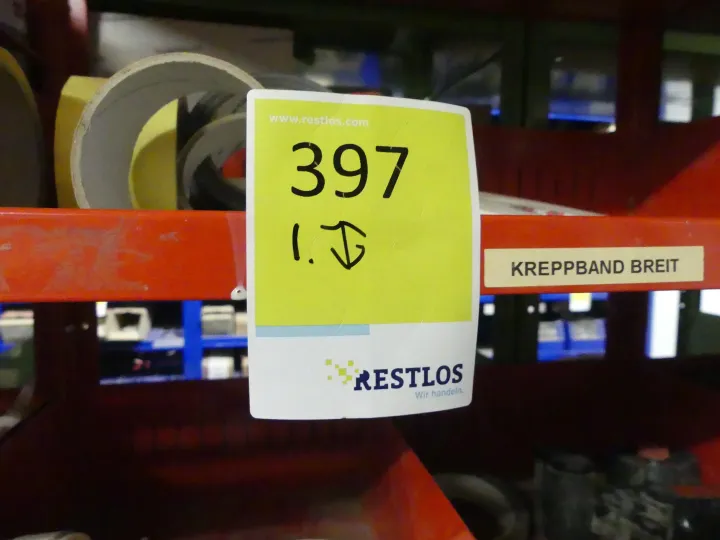 www.restlos.com
397
1. ↕
KREPPBAND BREIT
RESTLOS
Wir handeln.